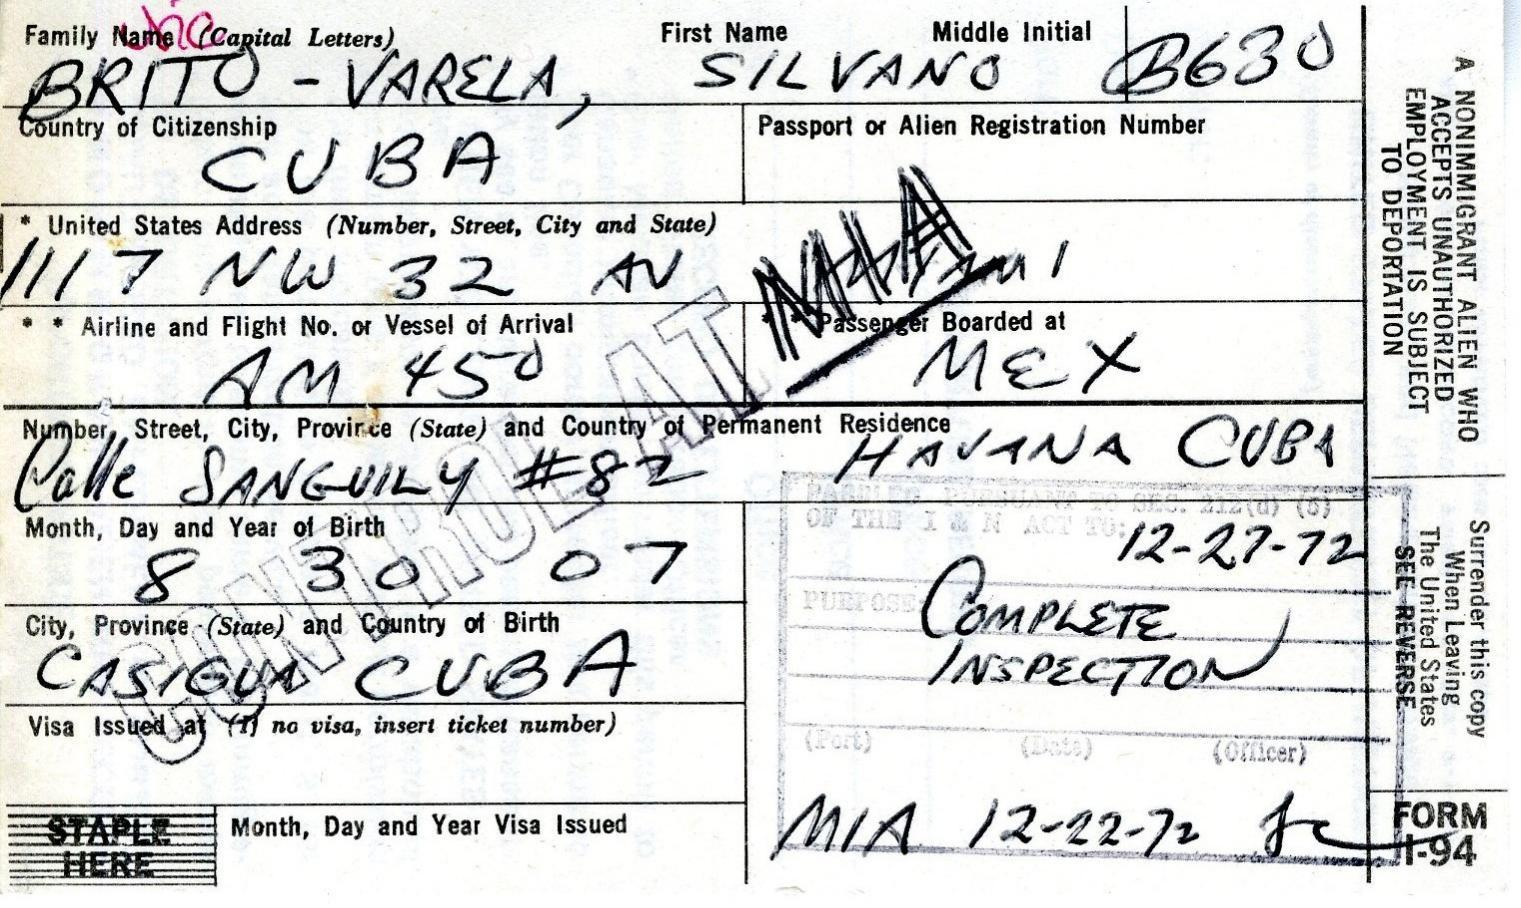 Family Name (Capital Letters) First Name Middle Initial
BRITO - VARELA, SILVANO B630
Country of Citizenship Passport or Alien Registration Number
CUBA
* United States Address (Number, Street, City and State)
1117 NW 32 AV Miami
* * Airline and Flight No. or Vessel of Arrival * * Passenger Boarded at
AM 450 MEX
Number, Street, City, Province (State) and Country of Permanent Residence
Calle SANGUILY #82 HAVANA CUBA
Month, Day and Year of Birth
8 30 07
City, Province (State) and Country of Birth
CASIGUA CUBA
Visa Issued at (If no visa, insert ticket number)
STAPLE
HERE
Month, Day and Year Visa Issued
CONTROL AT MIA
PAROLED PURSUANT TO SEC. 212(d) (5)
OF THE I & N ACT TO:
12-27-72
PURPOSE:
COMPLETE
INSPECTION
(Port) (Date) (Officer)
MIA 12-22-72
A NONIMMIGRANT ALIEN WHO
ACCEPTS UNAUTHORIZED
EMPLOYMENT IS SUBJECT
TO DEPORTATION
Surrender this copy
When Leaving
The United States
SEE REVERSE
FORM
I-94